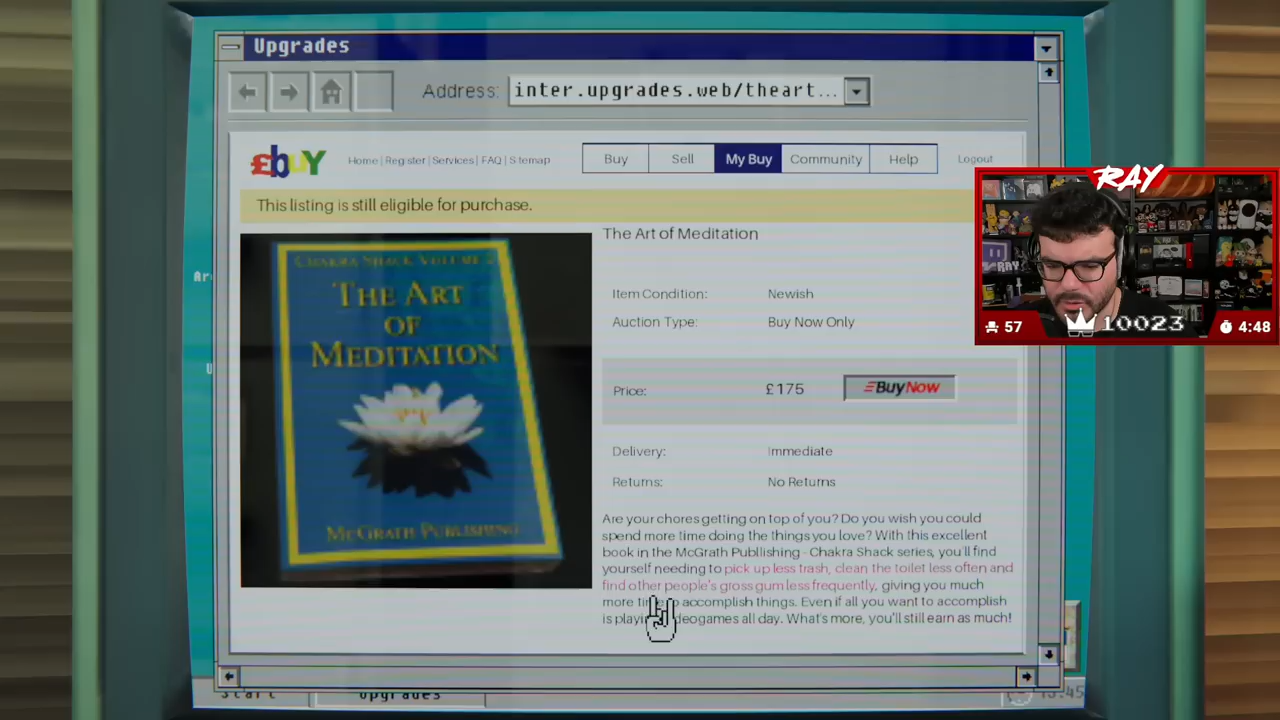 Upgrades
Address: inter.upgrades.web/theart...
£buY
Home | Register | Services | FAQ | Sitemap
Buy Sell My Buy Community Help
Logout
This listing is still eligible for purchase.
CHAKRA SHACK VOLUME 2
THE ART
OF
MEDITATION
MCGRATH PUBLISHING
The Art of Meditation
Item Condition: Newish
Auction Type: Buy Now Only
Price: £175 BuyNow
Delivery: Immediate
Returns: No Returns
Are your chores getting on top of you? Do you wish you could
spend more time doing the things you love? With this excellent
book in the McGrath Publlishing - Chakra Shack series, you'll find
yourself needing to pick up less trash, clean the toilet less often and
find other people's gross gum less frequently, giving you much
more to accomplish things. Even if all you want to accomplish
is all day. What's more, you'll still earn as much!
RAY
57
10023
4:48
Start
Upgrades